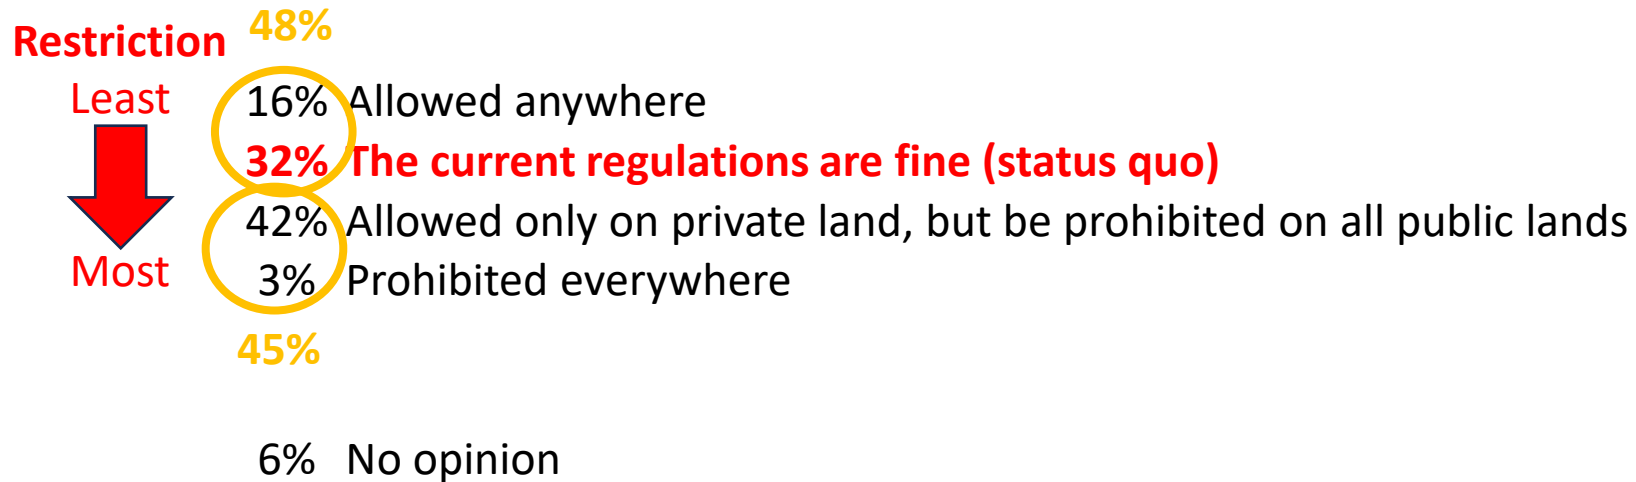 48%
Restriction
Least 16% Allowed anywhere
32% The current regulations are fine (status quo)
42% Allowed only on private land, but be prohibited on all public lands
Most 3% Prohibited everywhere
45%
6% No opinion